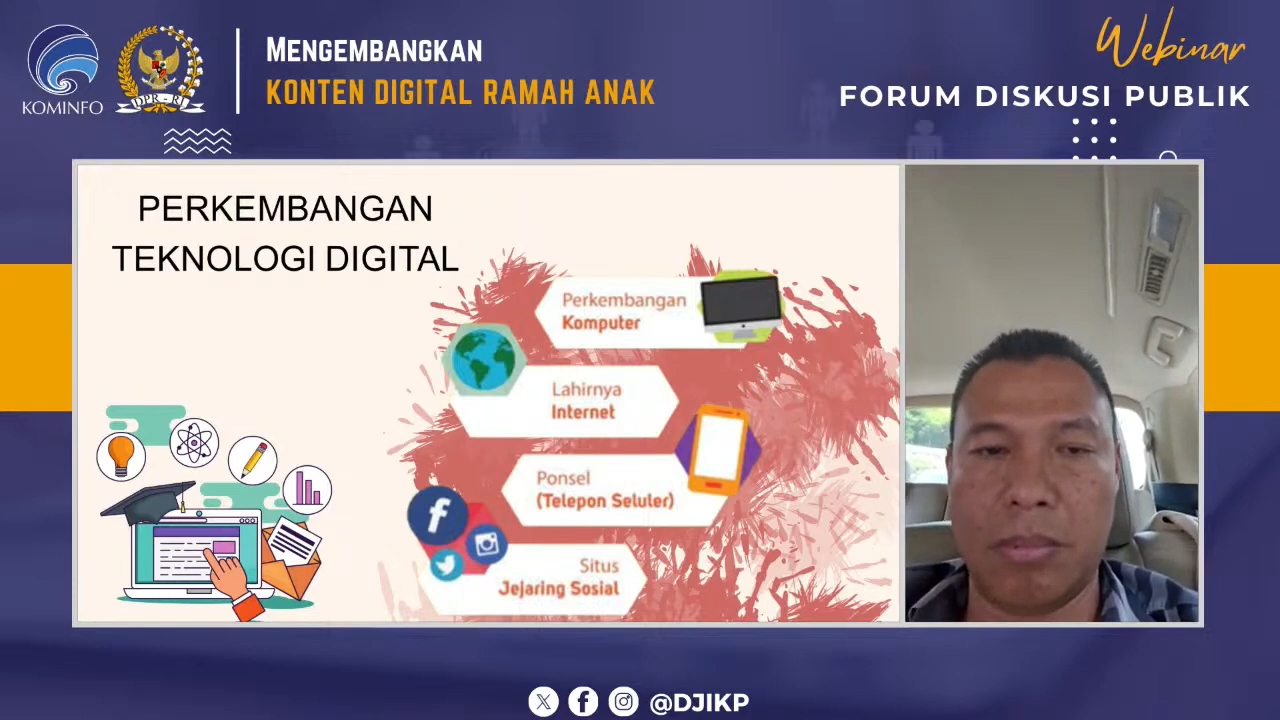 KOMINFO
DPR - RI
MENGEMBANGKAN
KONTEN DIGITAL RAMAH ANAK
Webinar
FORUM DISKUSI PUBLIK
PERKEMBANGAN
TEKNOLOGI DIGITAL
Perkembangan
Komputer
Lahirnya
Internet
Ponsel
(Telepon Seluler)
Situs
Jejaring Sosial
@DJIKP